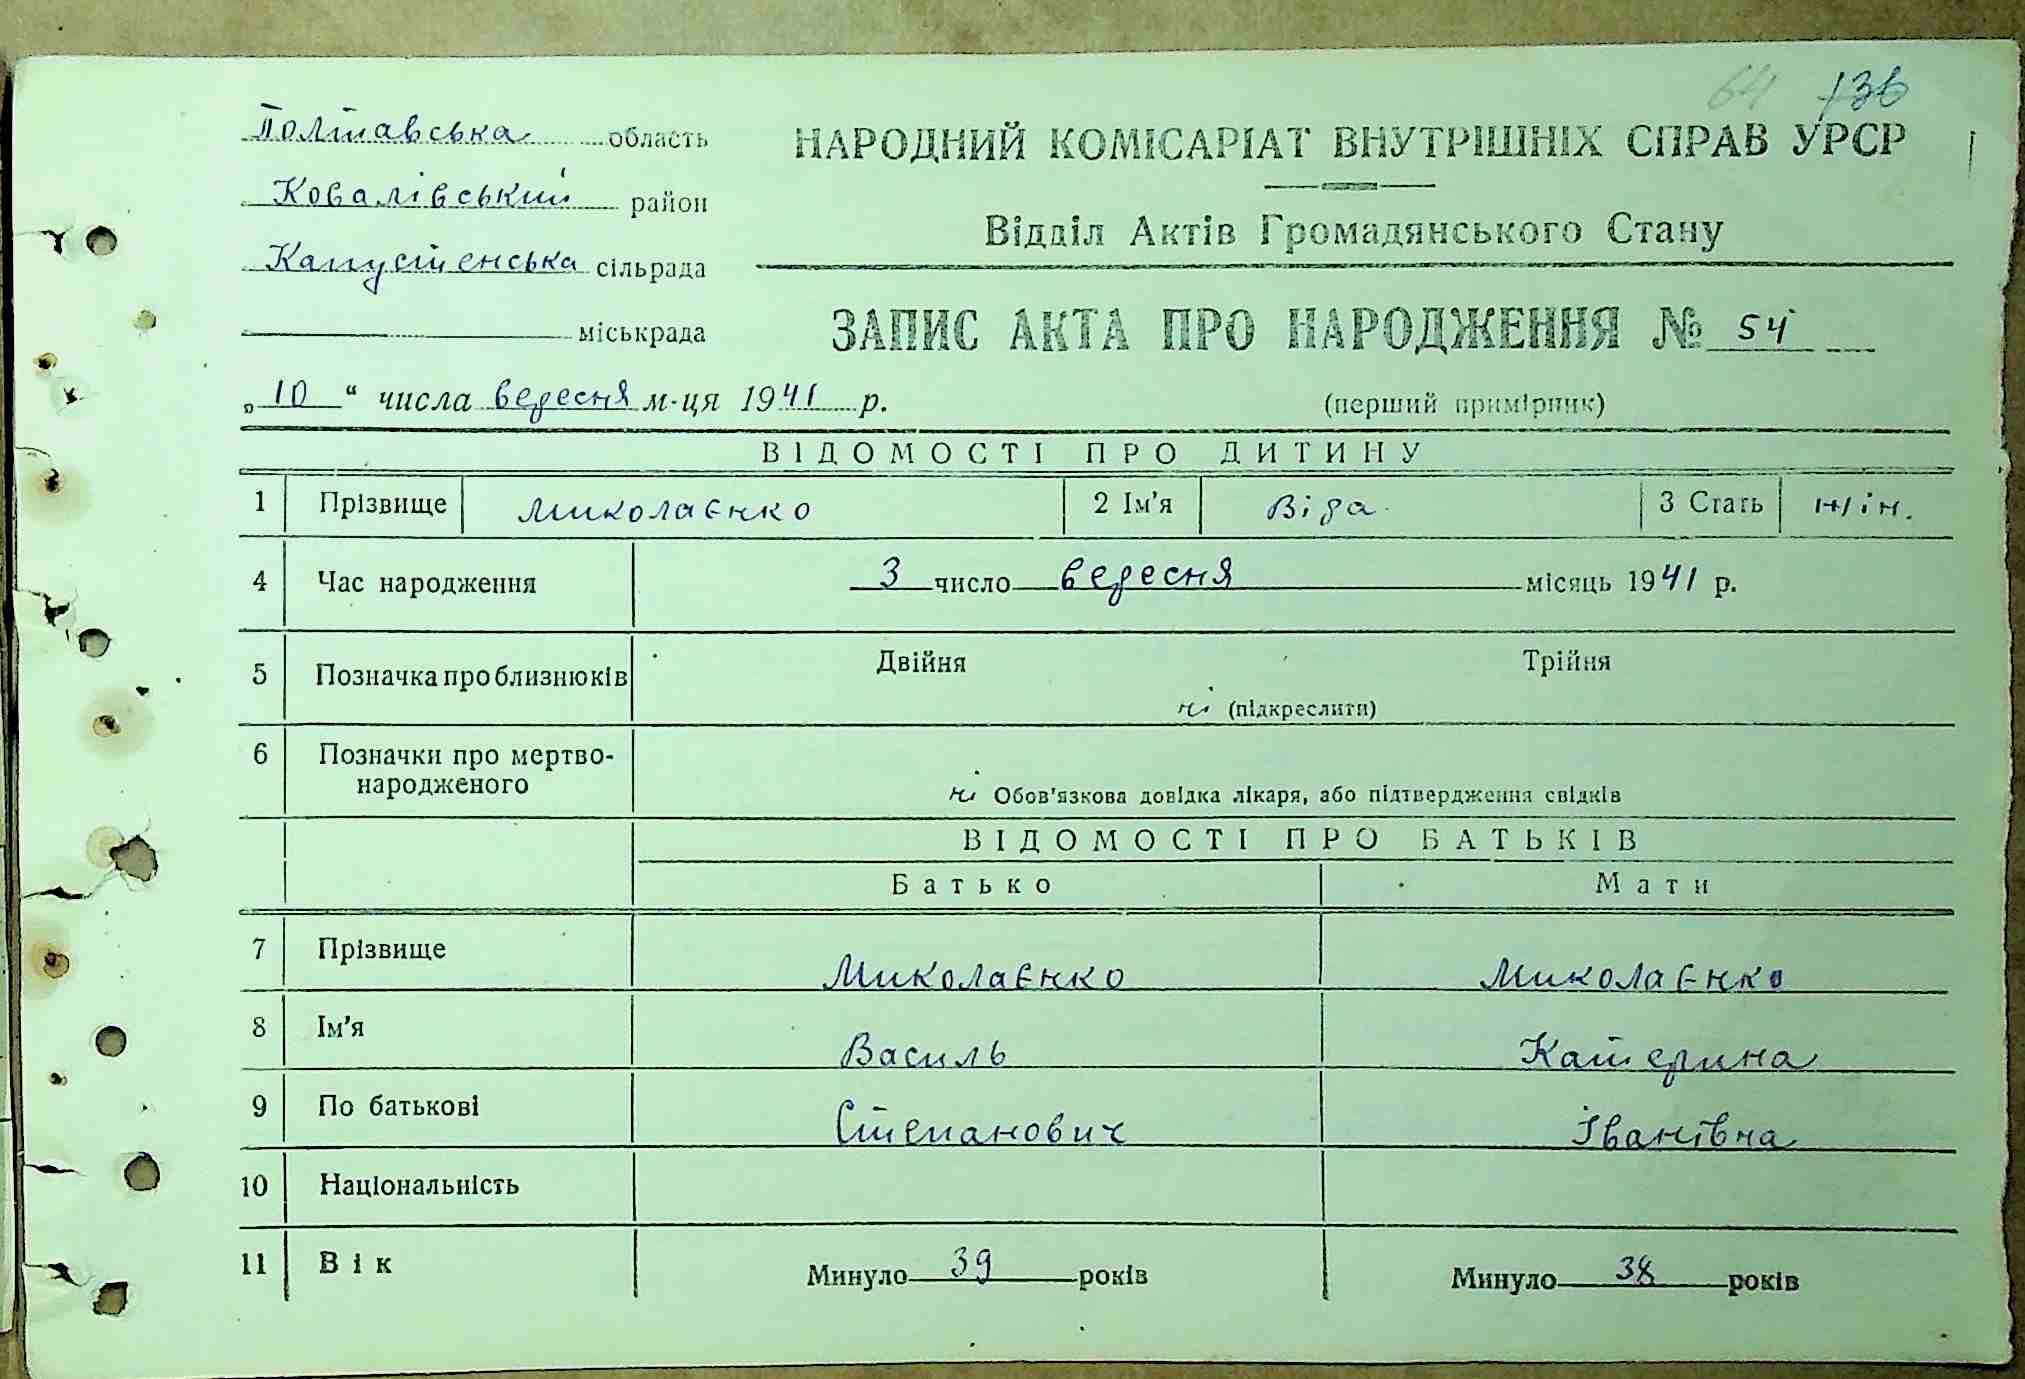 64 136
Полтавська область
НАРОДНИЙ КОМІСАРІАТ ВНУТРІШНІХ СПРАВ УРСР
Ковалівський район
Відділ Актів Громадянського Стану
Капустенська сільрада
міськрада
ЗАПИС АКТА ПРО НАРОДЖЕННЯ № 54
„10“ числа вересня м-ця 1941 р.
(перший примірник)
ВІДОМОСТІ ПРО ДИТИНУ
1 Прізвище Миколаєнко 2 Ім'я Віра 3 Стать жін.
4 Час народження 3 число вересня місяць 1941 р.
5 Позначка про близнюків Двійня Трійня
ні (підкреслити)
6 Позначки про мертво-
народженого
ні Обов'язкова довідка лікаря, або підтвердження свідків
ВІДОМОСТІ ПРО БАТЬКІВ
Батько Мати
7 Прізвище Миколаєнко Миколаєнко
8 Ім'я Василь Катерина
9 По батькові Степанович Іванівна
10 Національність
11 Вік Минуло 39 років Минуло 38 років